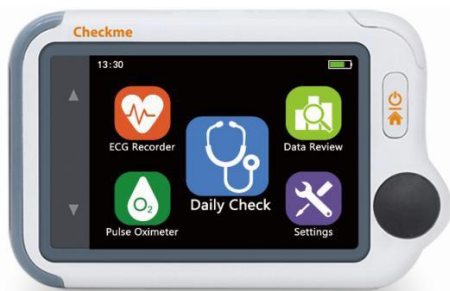 Checkme
13:30
ECG Recorder
Data Review
Daily Check
O2
Pulse Oximeter
Settings